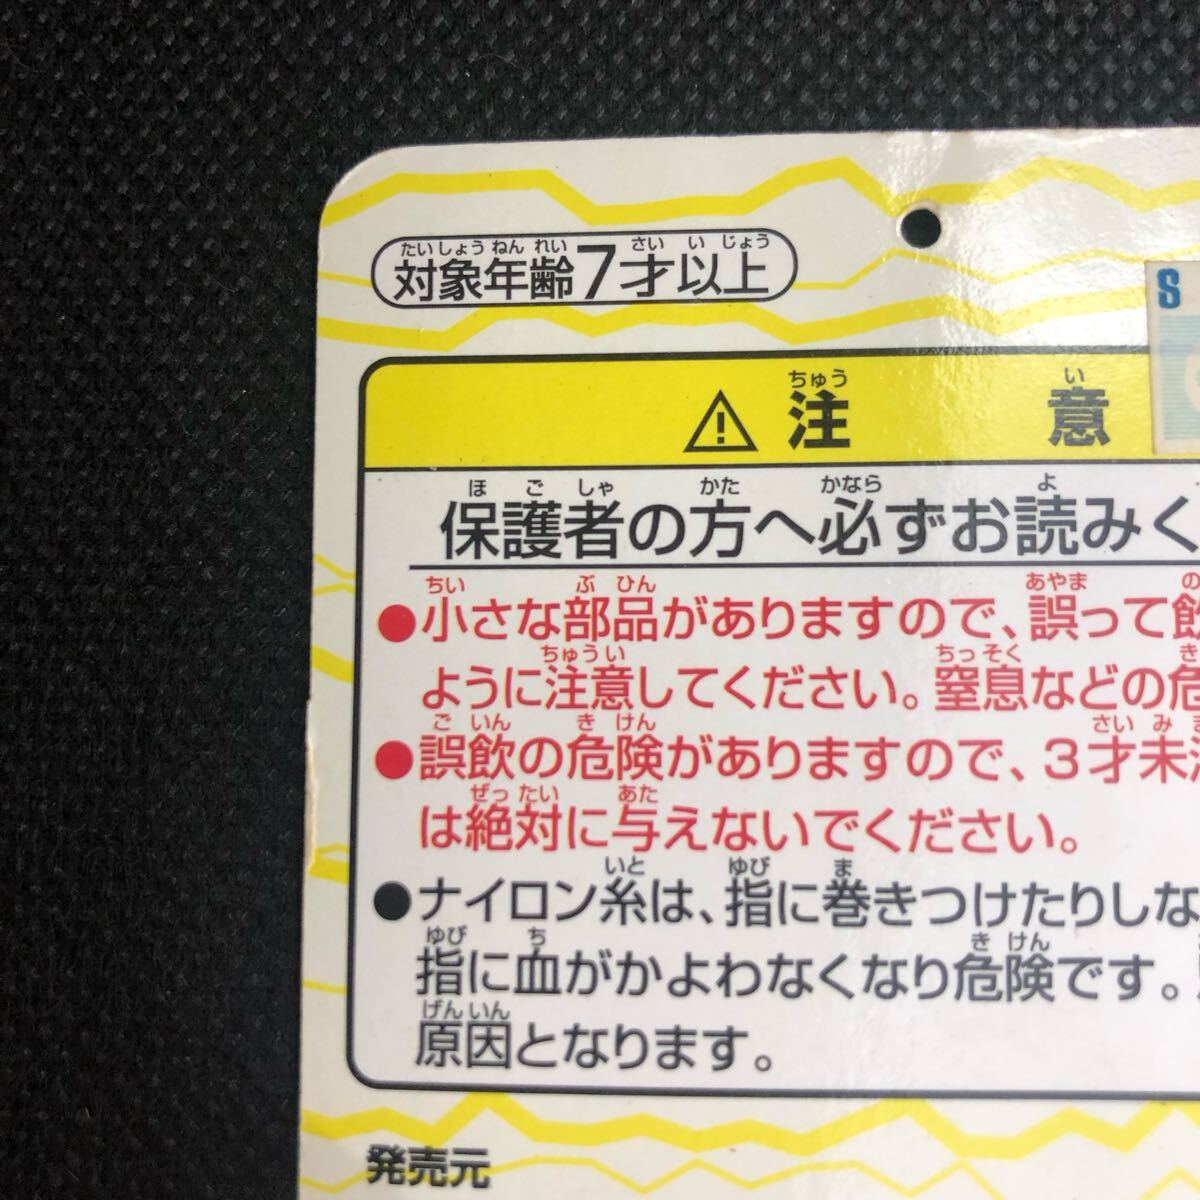 たいしょうねんれい さいいじょう
対象年齢7才以上
S
ちゅう い
注意
ほごしゃ かた かなら よ
保護者の方へ必ずお読みく
ちい ぶひん あやま の
●小さな部品がありますので、誤って飲
ちゅうい ちっそく き
ように注意してください。窒息などの危
ごいん きけん さいみま
●誤飲の危険がありますので、3才未満
ぜったい あた
は絶対に与えないでください。
いと ゆび ま
●ナイロン糸は、指に巻きつけたりしな
ゆび ち きけん
指に血がかよわなくなり危険です。
げんいん
原因となります。
発売元